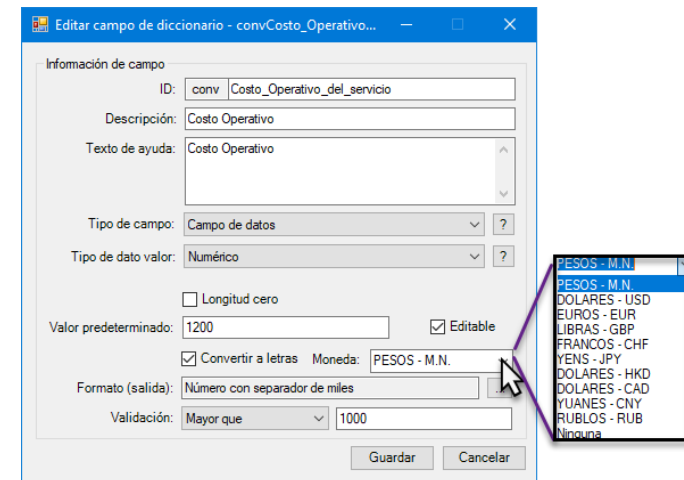 Editar campo de diccionario - convCosto_Operativo...
Información de campo
ID: conv Costo_Operativo_del_servicio
Descripción: Costo Operativo
Texto de ayuda: Costo Operativo
Tipo de campo: Campo de datos ?
Tipo de dato valor: Numérico ?
Longitud cero
Valor predeterminado: 1200 Editable
Convertir a letras Moneda: PESOS - M.N.
Formato (salida): Número con separador de miles
Validación: Mayor que 1000
Guardar Cancelar
PESOS - M.N.
PESOS - M.N.
DOLARES - USD
EUROS - EUR
LIBRAS - GBP
FRANCOS - CHF
YENS - JPY
DOLARES - HKD
DOLARES - CAD
YUANES - CNY
RUBLOS - RUB
Ninguna